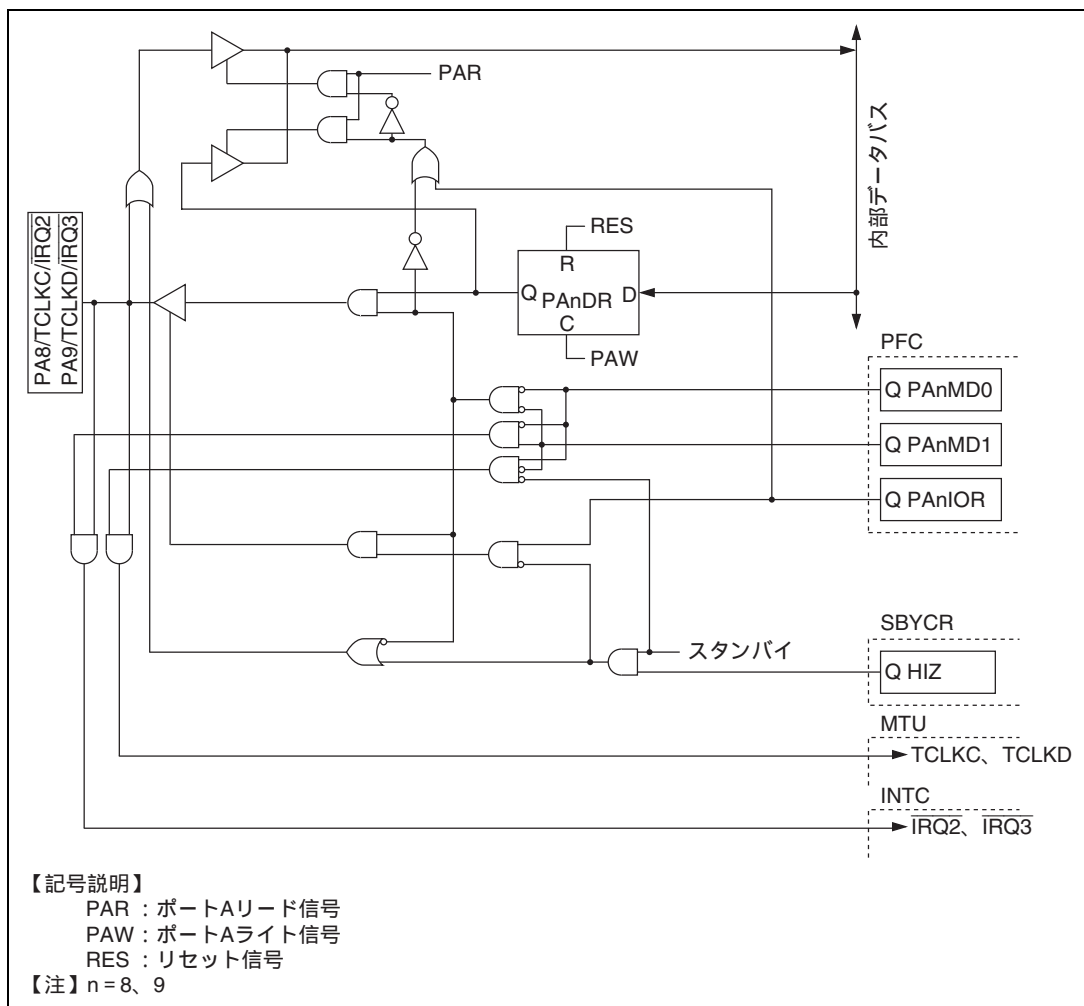 PAR
内部データバス
PA8/TCLKC/IRQ2
PA9/TCLKD/IRQ3
RES
R
Q PAnDR D
C
PAW
PFC
Q PAnMD0
Q PAnMD1
Q PAnIOR
SBYCR
スタンバイ
Q HIZ
MTU
TCLKC、TCLKD
INTC
IRQ2、IRQ3
【記号説明】
PAR : ポートAリード信号
PAW : ポートAライト信号
RES : リセット信号
【注】n = 8、9